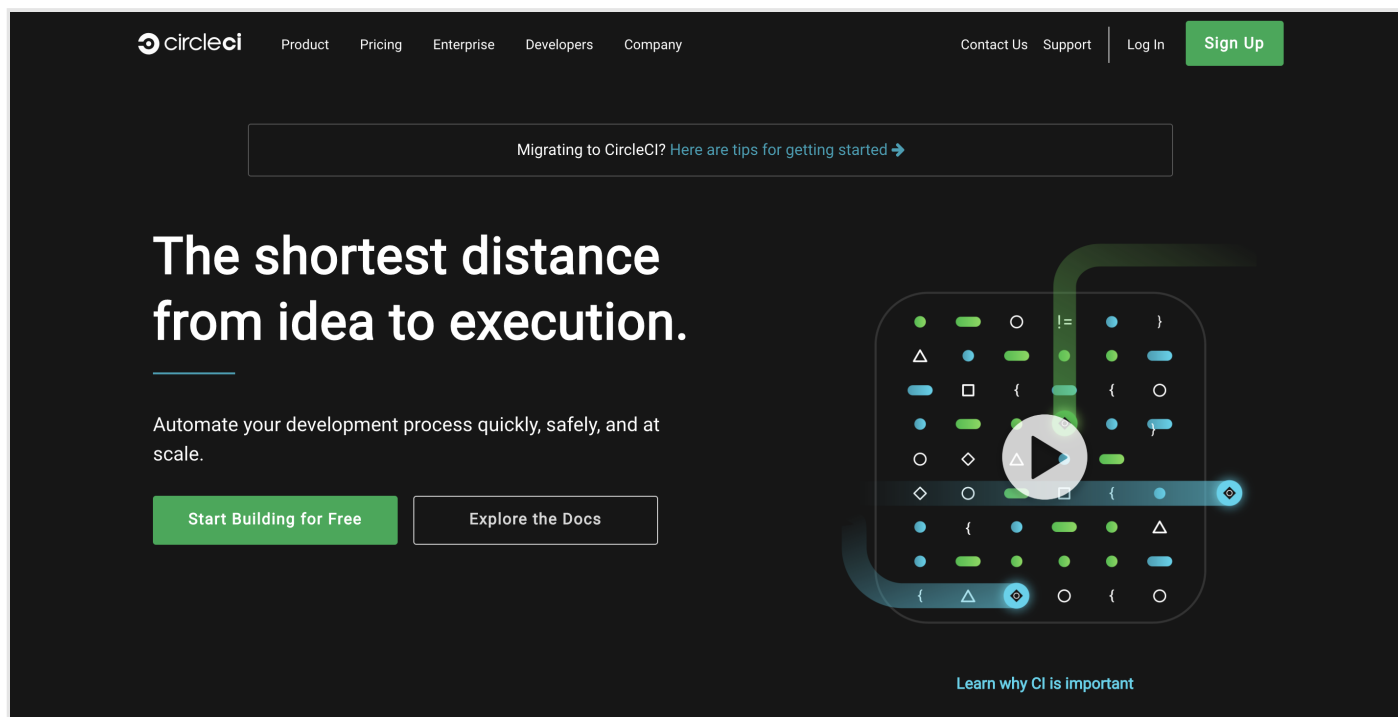 circleci Product Pricing Enterprise Developers Company Contact Us Support Log In Sign Up
Migrating to CircleCI? Here are tips for getting started
The shortest distance
from idea to execution.
Automate your development process quickly, safely, and at
scale.
Start Building for Free Explore the Docs
!= }
{ {
}
{
{
{ {
Learn why CI is important